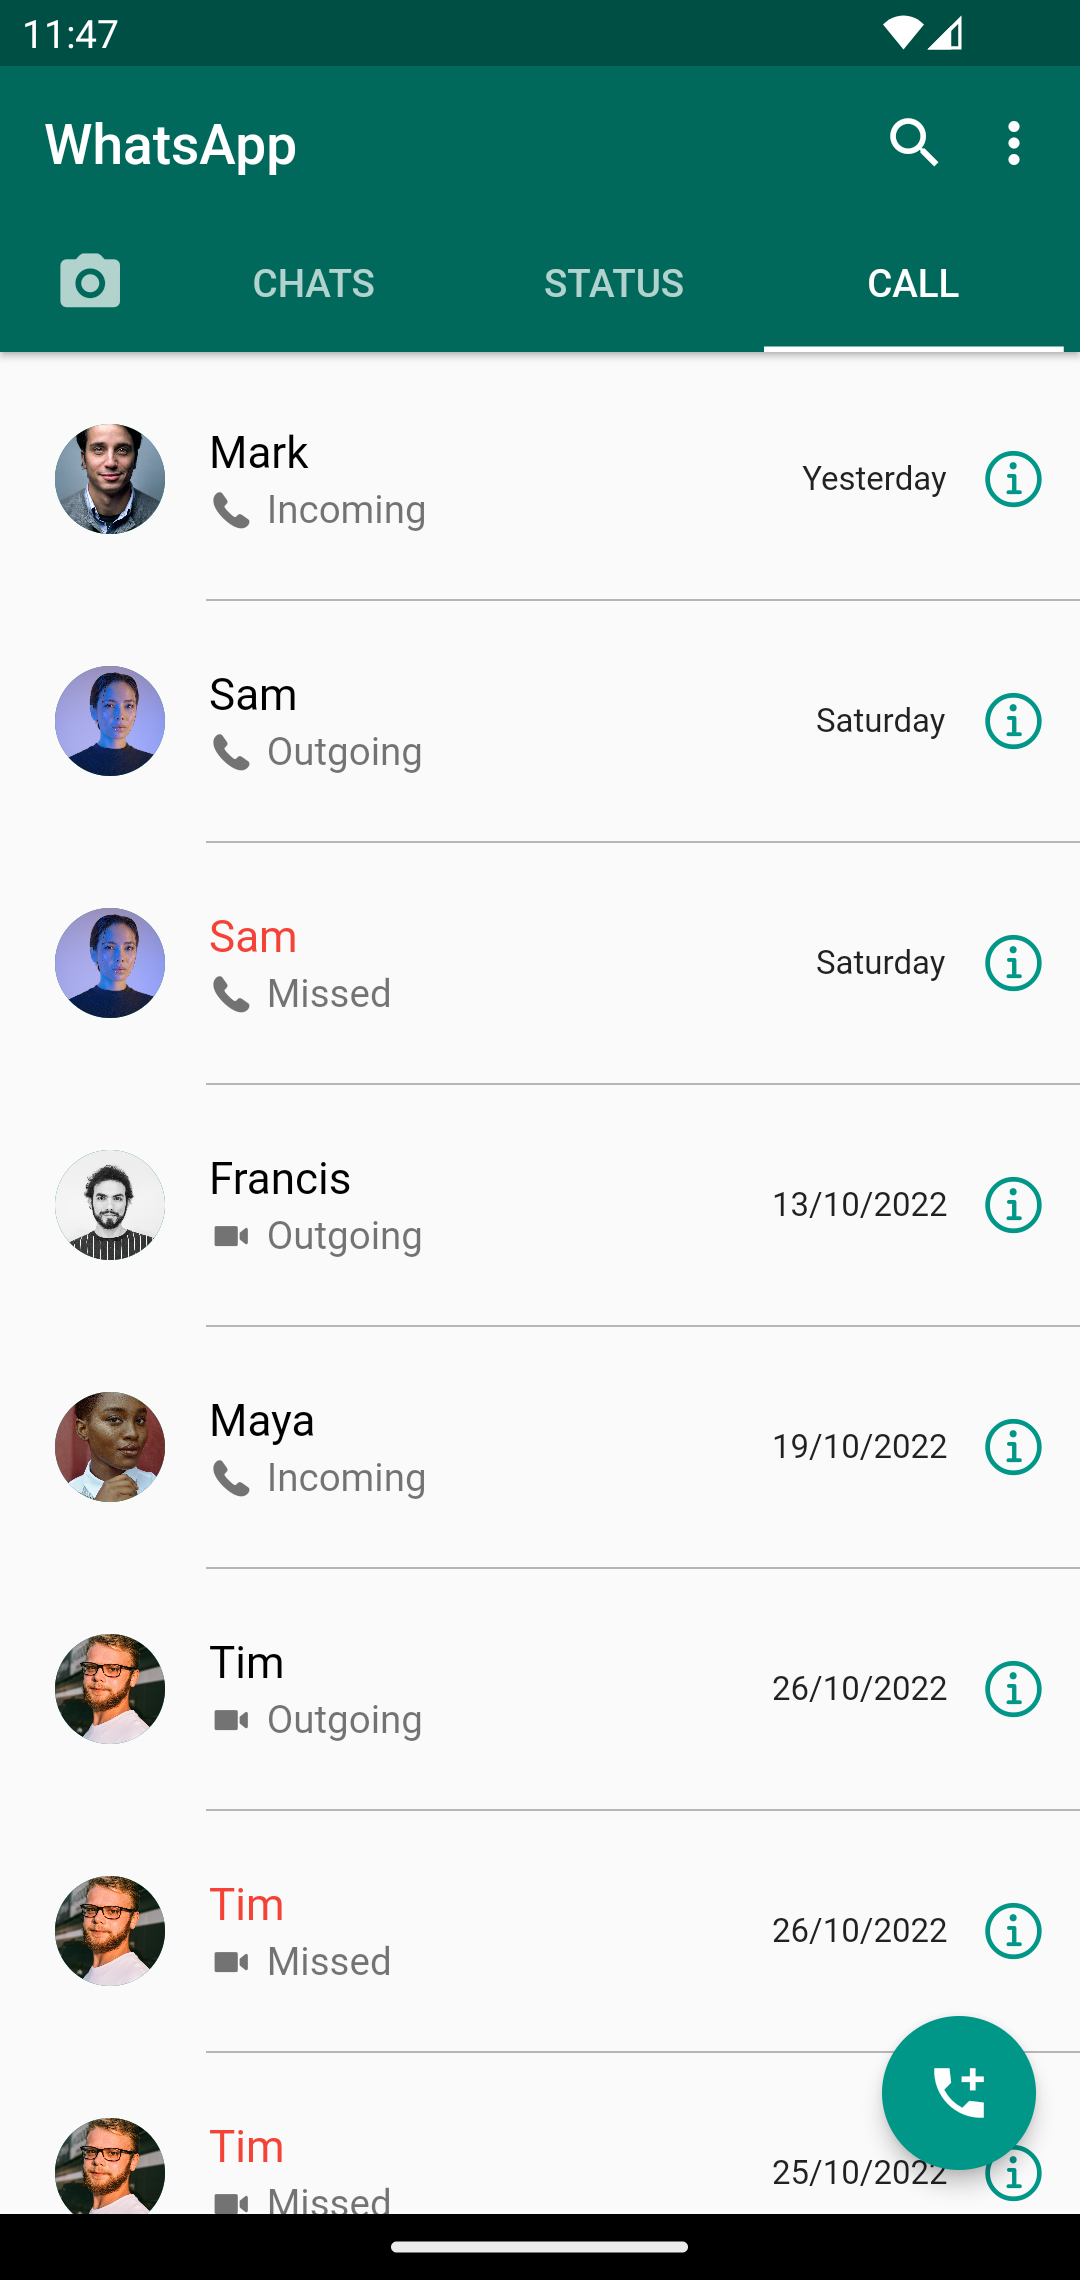 11:47
WhatsApp
CHATS STATUS CALL
Mark
Incoming
Yesterday
Sam
Outgoing
Saturday
Sam
Missed
Saturday
Francis
Outgoing
13/10/2022
Maya
Incoming
19/10/2022
Tim
Outgoing
26/10/2022
Tim
Missed
26/10/2022
Tim
Missed
25/10/2022